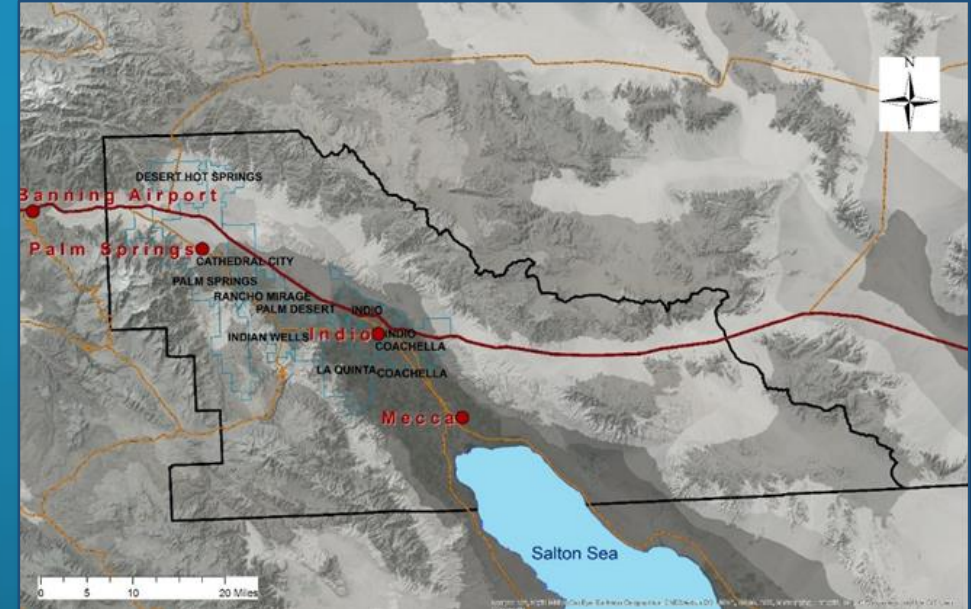 N
DESERT HOT SPRINGS
Banning Airport
Palm Springs
CATHEDRAL CITY
PALM SPRINGS
RANCHO MIRAGE
PALM DESERT
INDIO
INDIAN WELLS
Indio
INDIO
COACHELLA
LA QUINTA
COACHELLA
Mecca
Salton Sea
0 5 10 20 Miles